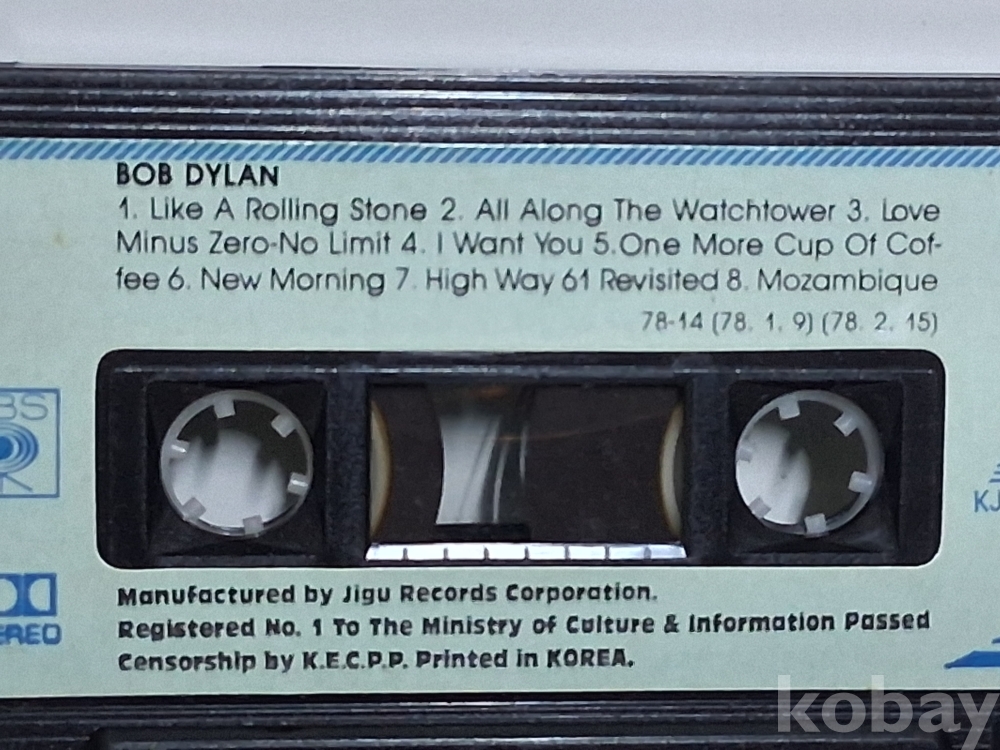 BOB DYLAN
1. Like A Rolling Stone 2. All Along The Watchtower 3. Love
Minus Zero-No Limit 4. I Want You 5.One More Cup Of Cof-
fee 6. New Morning 7. High Way 61 Revisited 8. Mozambique
78-14 (78. 1. 9) (78. 2. 15)
BS
KJ
EREO
Manufactured by Jigu Records Corporation.
Registered No. 1 To The Ministry of Culture & Information Passed
Censorship by K.E.C.P.P. Printed in KOREA.
kobay